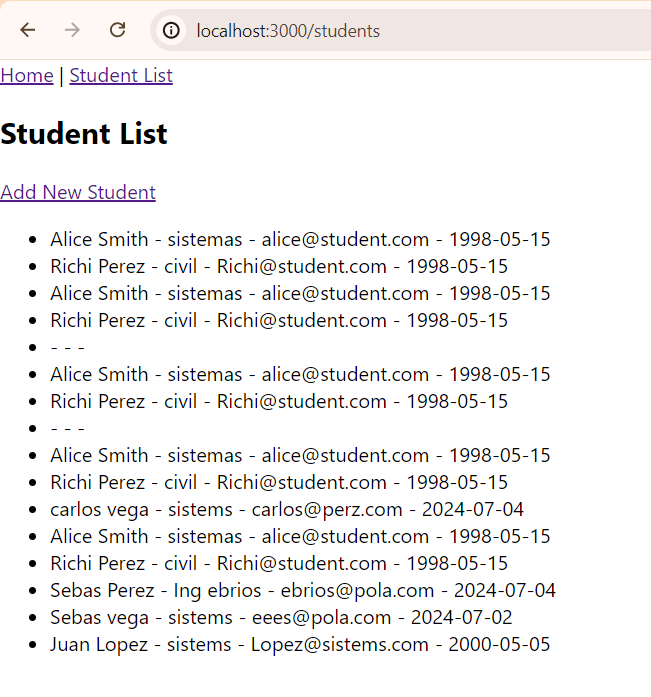 localhost:3000/students
Home | Student List
Student List
Add New Student
Alice Smith - sistemas - alice@student.com - 1998-05-15
Richi Perez - civil - Richi@student.com - 1998-05-15
Alice Smith - sistemas - alice@student.com - 1998-05-15
Richi Perez - civil - Richi@student.com - 1998-05-15
- - -
Alice Smith - sistemas - alice@student.com - 1998-05-15
Richi Perez - civil - Richi@student.com - 1998-05-15
- - -
Alice Smith - sistemas - alice@student.com - 1998-05-15
Richi Perez - civil - Richi@student.com - 1998-05-15
carlos vega - sistems - carlos@perz.com - 2024-07-04
Alice Smith - sistemas - alice@student.com - 1998-05-15
Richi Perez - civil - Richi@student.com - 1998-05-15
Sebas Perez - Ing ebrios - ebrios@pola.com - 2024-07-04
Sebas vega - sistems - eees@pola.com - 2024-07-02
Juan Lopez - sistems - Lopez@sistems.com - 2000-05-05